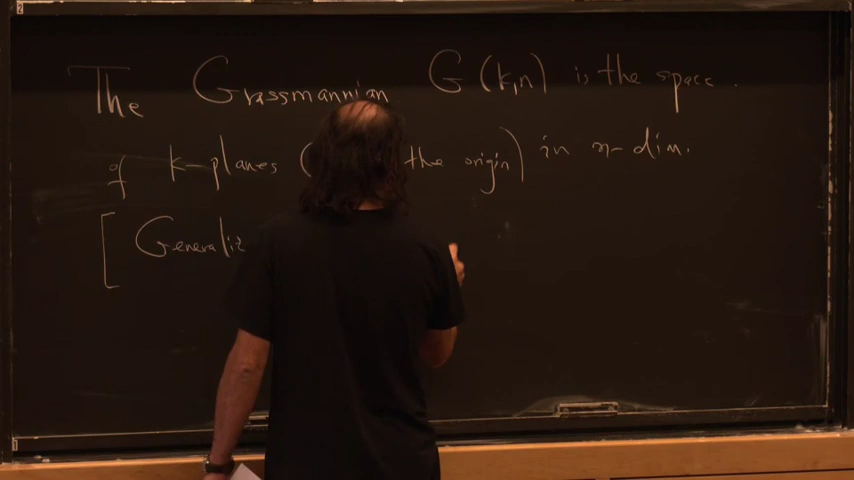 The Grassmannian G(k,n) is the space
of k-planes ( the origin) in n-dim.
[ Generaliz